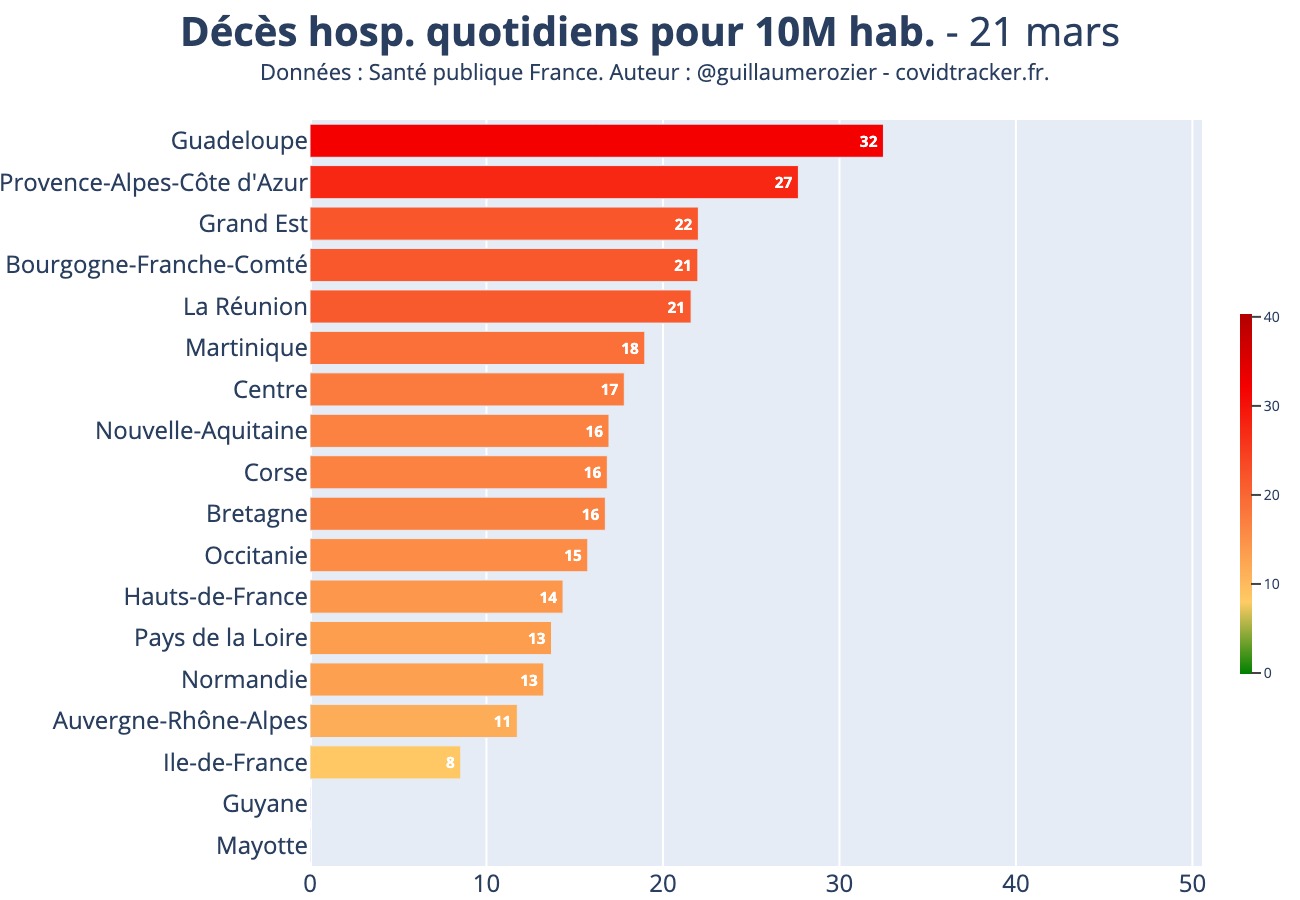 Décès hosp. quotidiens pour 10M hab. - 21 mars
Données : Santé publique France. Auteur : @guillaumerozier - covidtracker.fr.
Guadeloupe 32
Provence-Alpes-Côte d'Azur 27
Grand Est 22
Bourgogne-Franche-Comté 21
La Réunion 21
Martinique 18
Centre 17
Nouvelle-Aquitaine 16
Corse 16
Bretagne 16
Occitanie 15
Hauts-de-France 14
Pays de la Loire 13
Normandie 13
Auvergne-Rhône-Alpes 11
Ile-de-France 8
Guyane
Mayotte
0 10 20 30 40 50
40
30
20
10
0